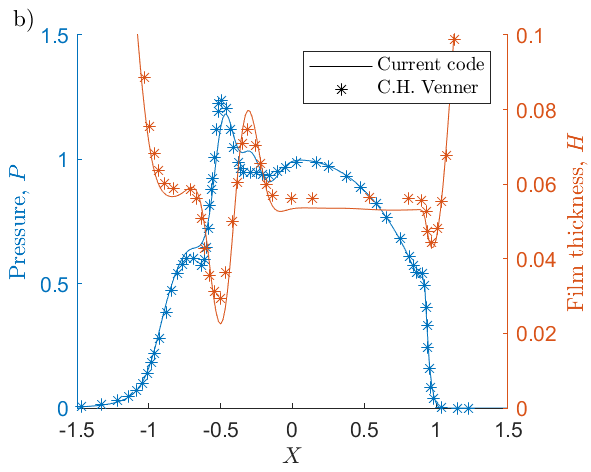 b)
1.5
1
0.5
0
Pressure, P
0.1
0.08
0.06
0.04
0.02
0
Film thickness, H
Current code
C.H. Venner
-1.5 -1 -0.5 0 0.5 1 1.5
X